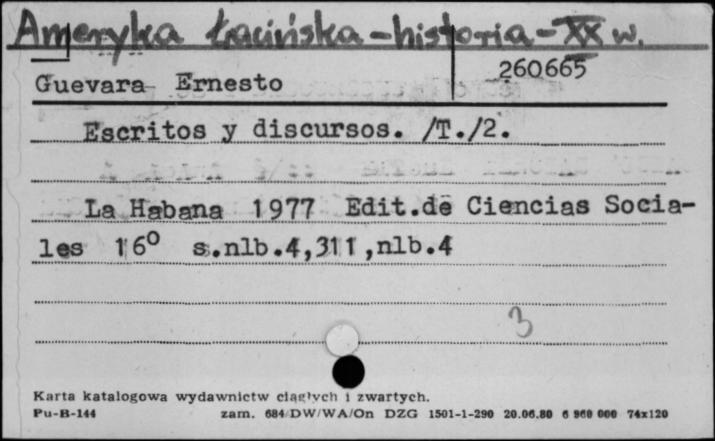 Ameryka Łacińska - historia - XX w.
260665
Guevara Ernesto
Escritos y discursos. /T./2.
La Habana 1977 Edit.de Ciencias Socia-
les 16° s.nlb.4,311,nlb.4
3
Karta katalogowa wydawnictw ciągłych i zwartych.
Pu-B-144 zam. 684/DW/WA/On DZG 1501-1-290 20.06.80 6 960 000 74x120